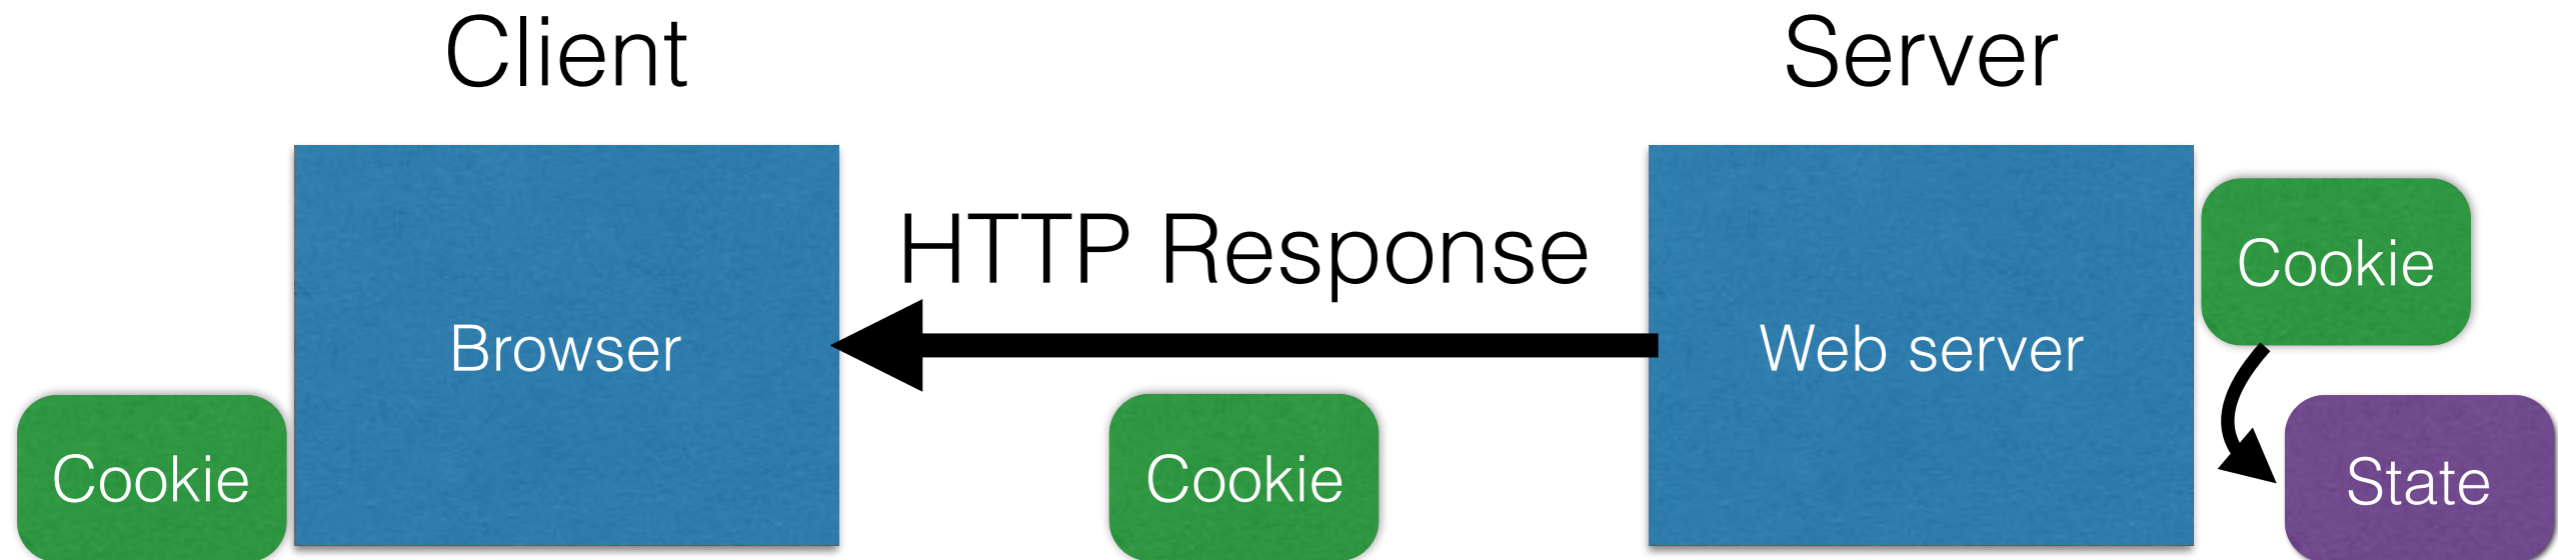 Client
Server
HTTP Response
Cookie
Browser
Web server
Cookie
Cookie
State